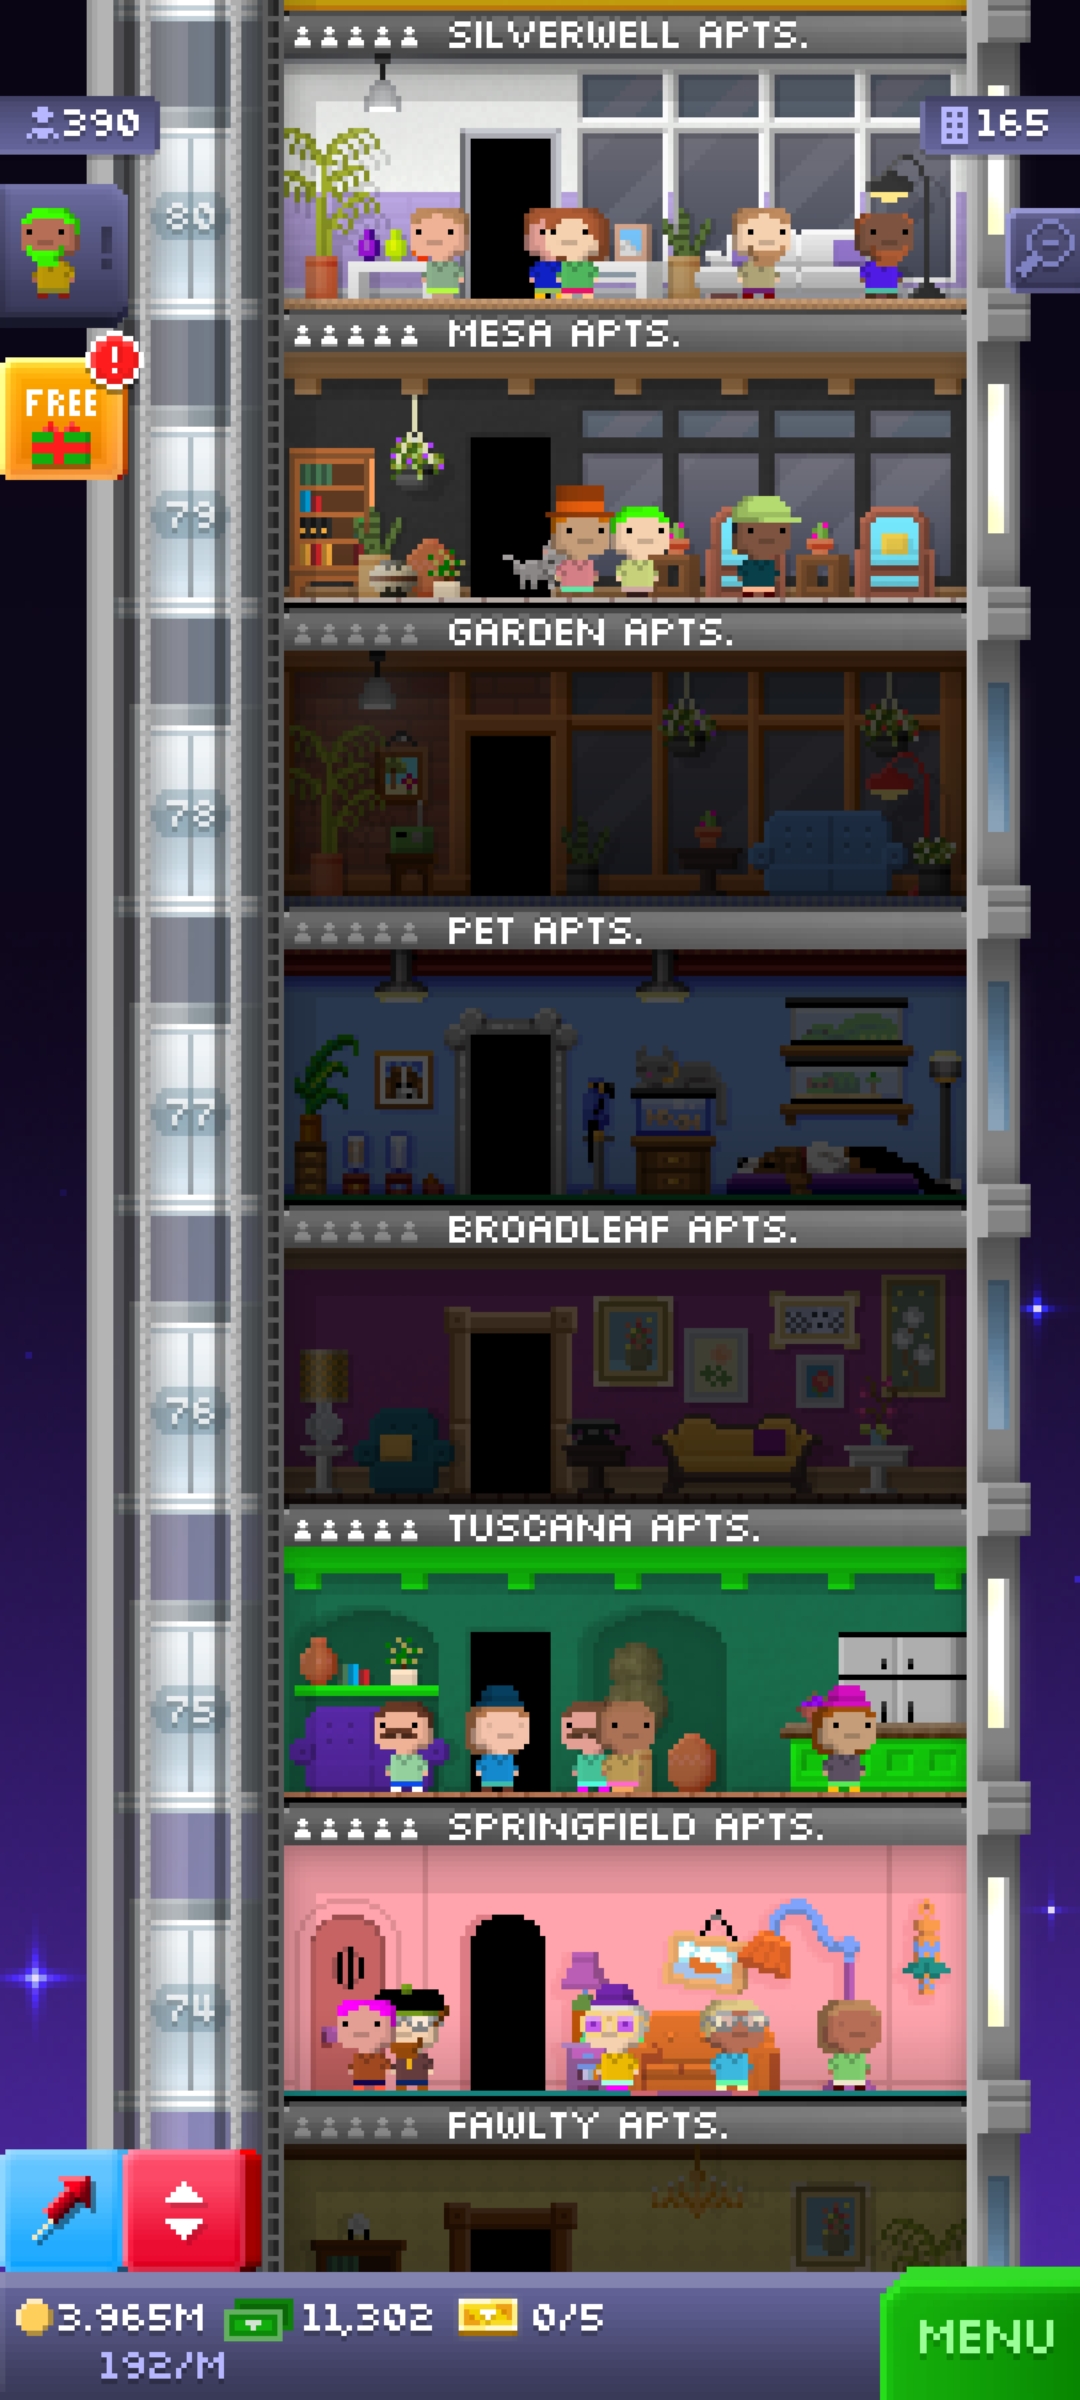 SILVERWELL APTS.
390
165
80
MESA APTS.
FREE
!
79
GARDEN APTS.
78
PET APTS.
77
BROADLEAF APTS.
76
TUSCANA APTS.
75
SPRINGFIELD APTS.
74
FAWLTY APTS.
3.965M 11,302 0/5
192/M
MENU